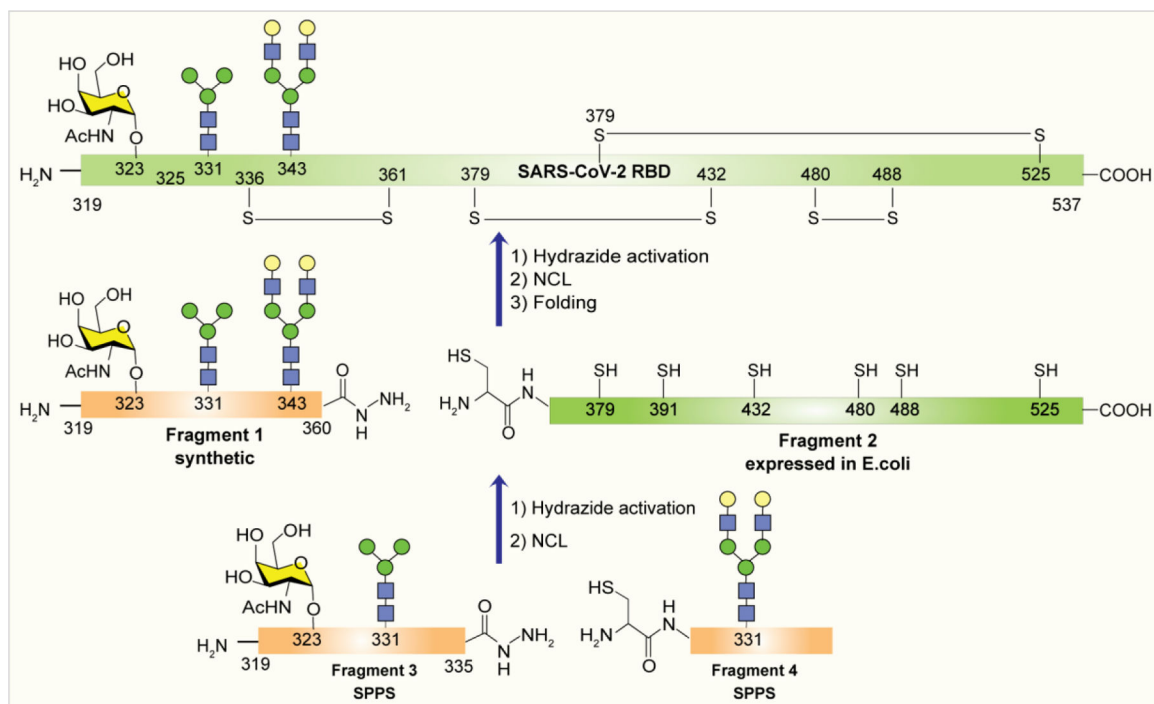 HO OH
O
HO
AcHN
O
379
S S
H₂N 323 325 331 336 343 361 379 SARS-CoV-2 RBD 432 480 488 525 COOH
319 537
S S S S S S
1) Hydrazide activation
2) NCL
3) Folding
HO OH
O
HO
AcHN
O
O
NH₂
N
H
HS
H
N
H₂N
O
SH SH SH SH SH SH
H₂N 323 331 343
319 360
379 391 432 480 488 525 COOH
Fragment 1
synthetic
Fragment 2
expressed in E.coli
1) Hydrazide activation
2) NCL
HO OH
O
HO
AcHN
O
O
NH₂
N
H
HS
H
N
H₂N
O
H₂N 323 331
319 335
Fragment 3
SPPS
331
Fragment 4
SPPS